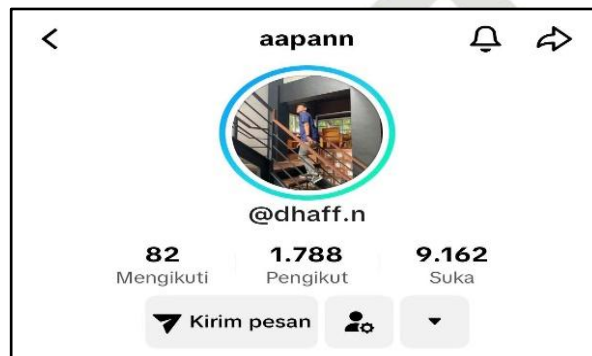 aapann
@dhaff.n
82 1.788 9.162
Mengikuti Pengikut Suka
Kirim pesan